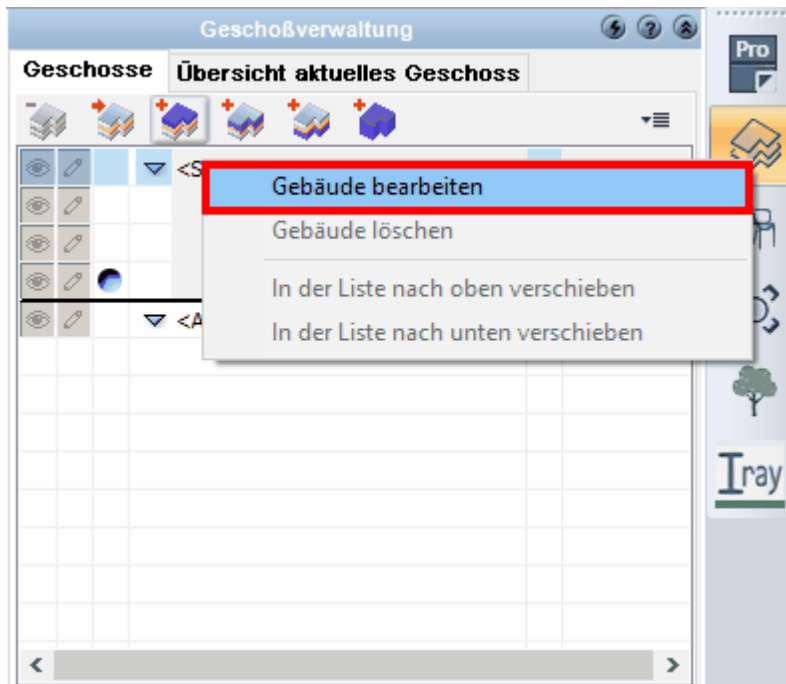 Geschoßverwaltung
Pro
Geschosse Übersicht aktuelles Geschoss
<S
Gebäude bearbeiten
Gebäude löschen
In der Liste nach oben verschieben
<A
In der Liste nach unten verschieben
Iray